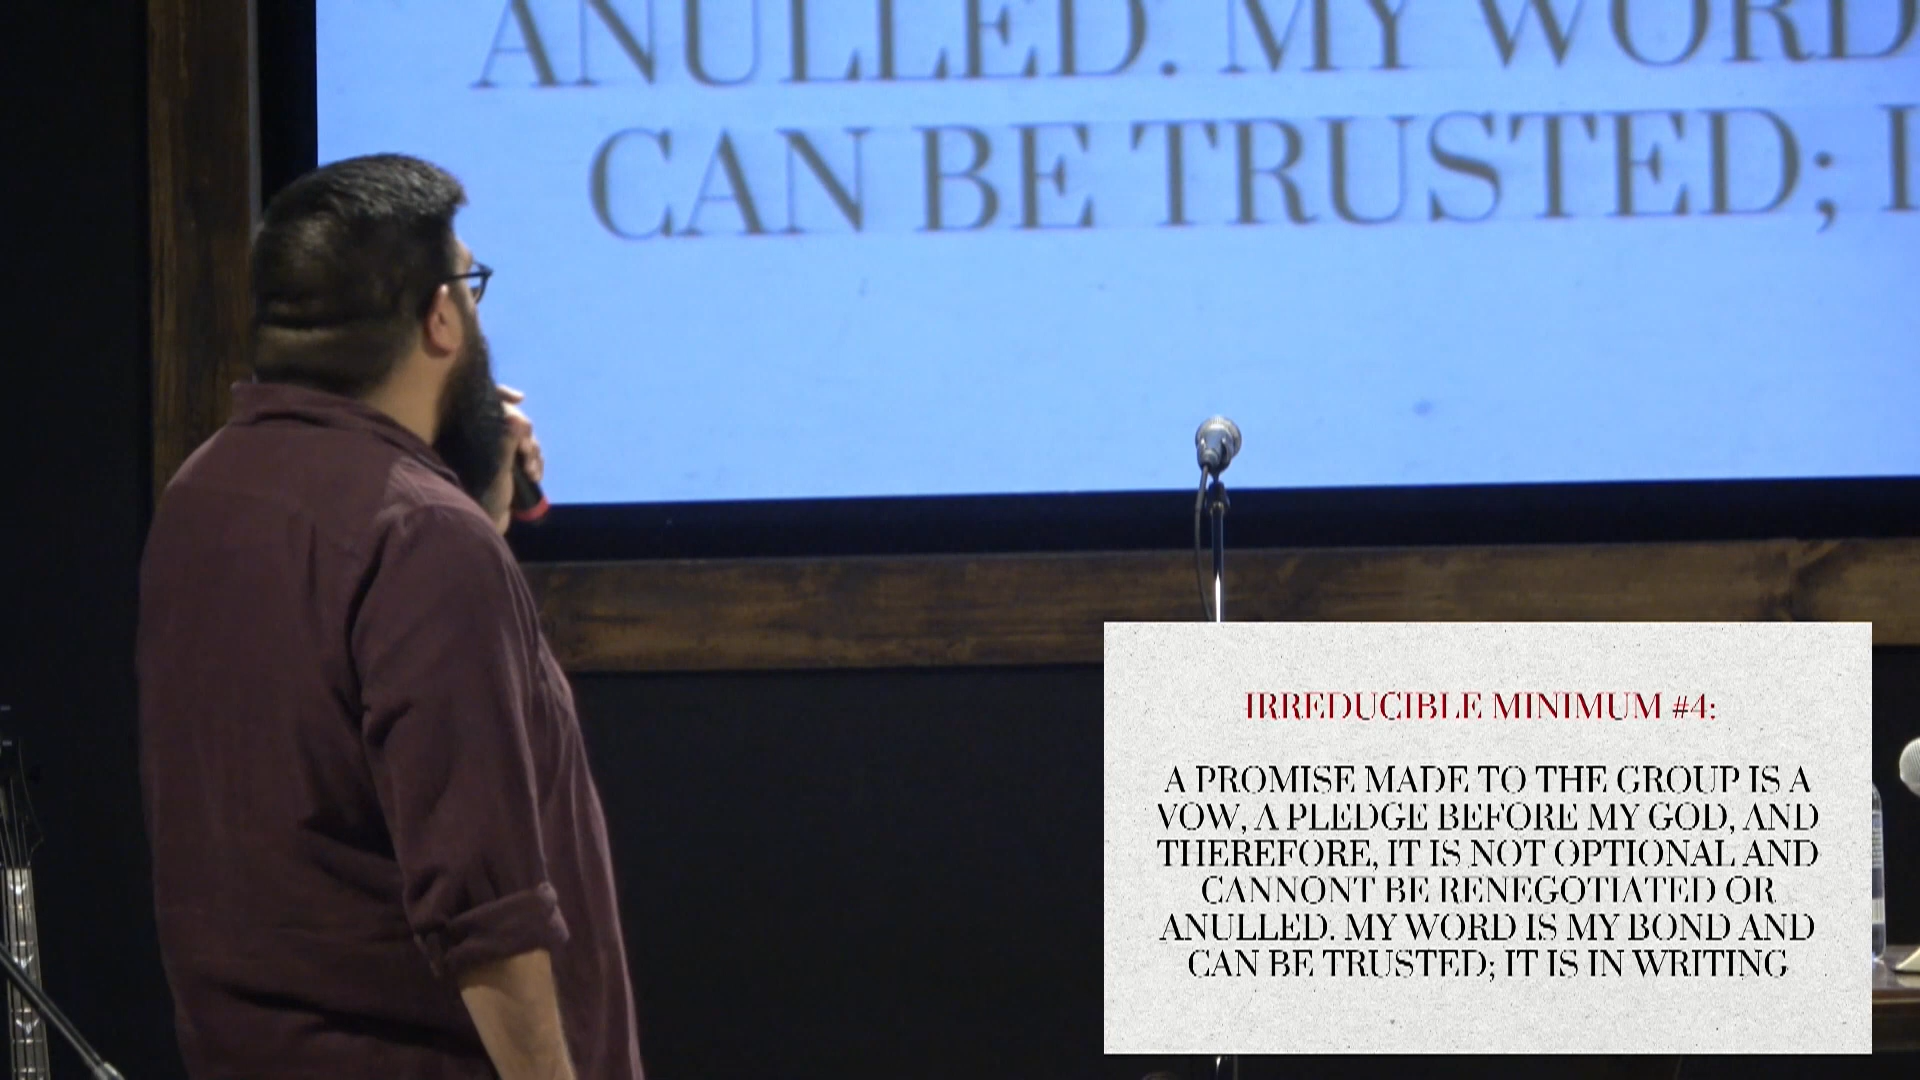 ANULLED. MY WORD
CAN BE TRUSTED; I
IRREDUCIBLE MINIMUM #4:
A PROMISE MADE TO THE GROUP IS A
VOW, A PLEDGE BEFORE MY GOD, AND
THEREFORE, IT IS NOT OPTIONAL AND
CANNONT BE RENEGOTIATED OR
ANULLED. MY WORD IS MY BOND AND
CAN BE TRUSTED; IT IS IN WRITING